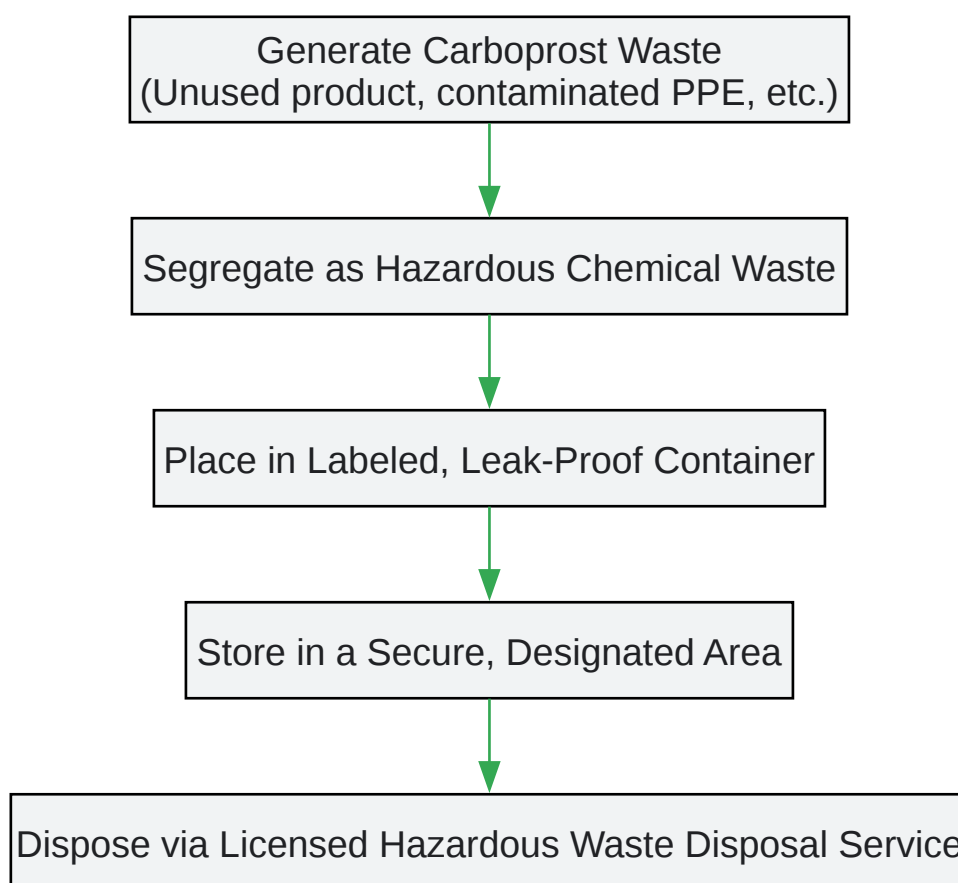 Generate Carboprost Waste
(Unused product, contaminated PPE, etc.)
Segregate as Hazardous Chemical Waste
Place in Labeled, Leak-Proof Container
Store in a Secure, Designated Area
Dispose via Licensed Hazardous Waste Disposal Service